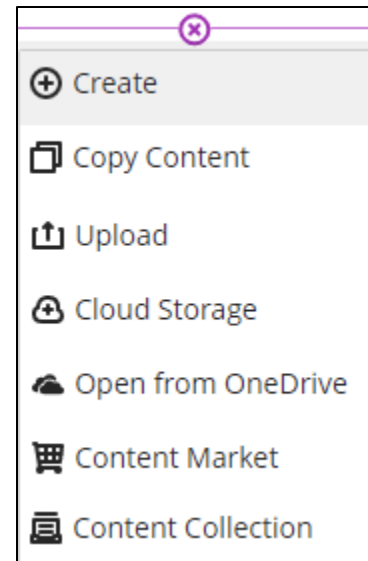 Create
Copy Content
Upload
Cloud Storage
Open from OneDrive
Content Market
Content Collection